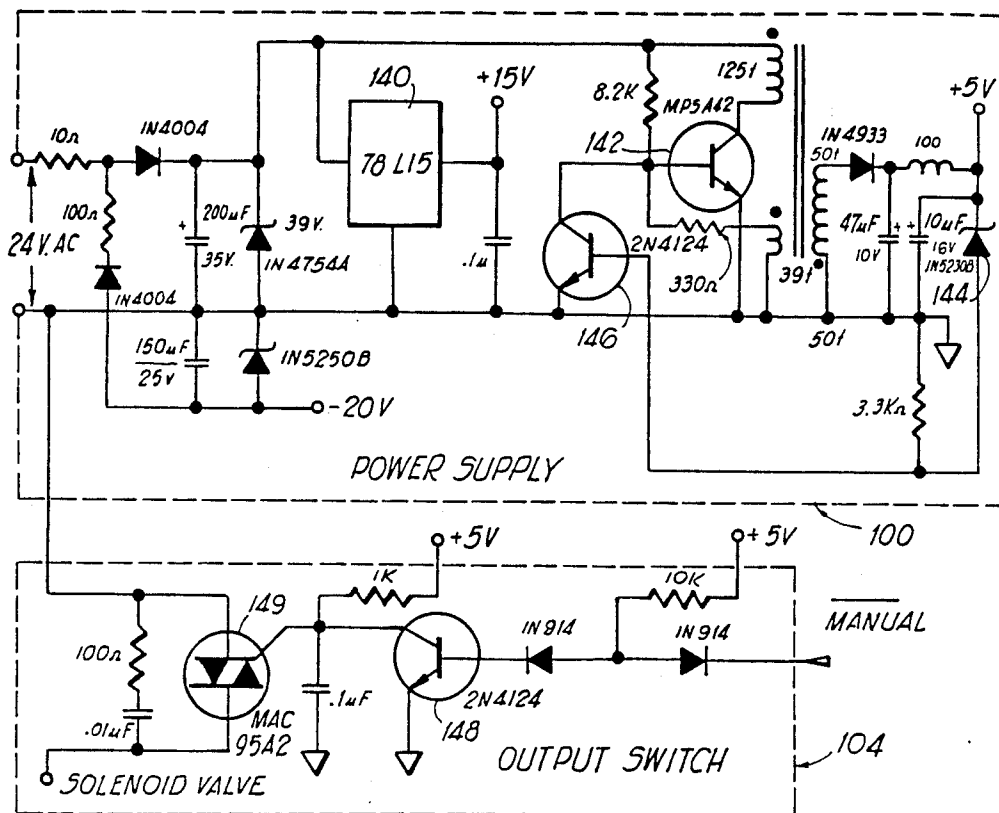 140
+15V
125t
+5V
8.2K
MPSA42
10Ω
1N4004
142
1N4933
100
78 L15
50t
100Ω
200μF
39V.
2N4124
47μF
10μF
24V. AC
35V.
1N4754A
.1μ
10V
16V
1N5230B
1N4004
330Ω
39t
144
146
50t
150μF
25V
1N5250B
-20V
3.3KΩ
POWER SUPPLY
100
+5V
+5V
1K
10K
149
MANUAL
1N914
1N914
100Ω
.1μF
2N4124
148
.01μF
MAC
95A2
OUTPUT SWITCH
104
SOLENOID VALVE